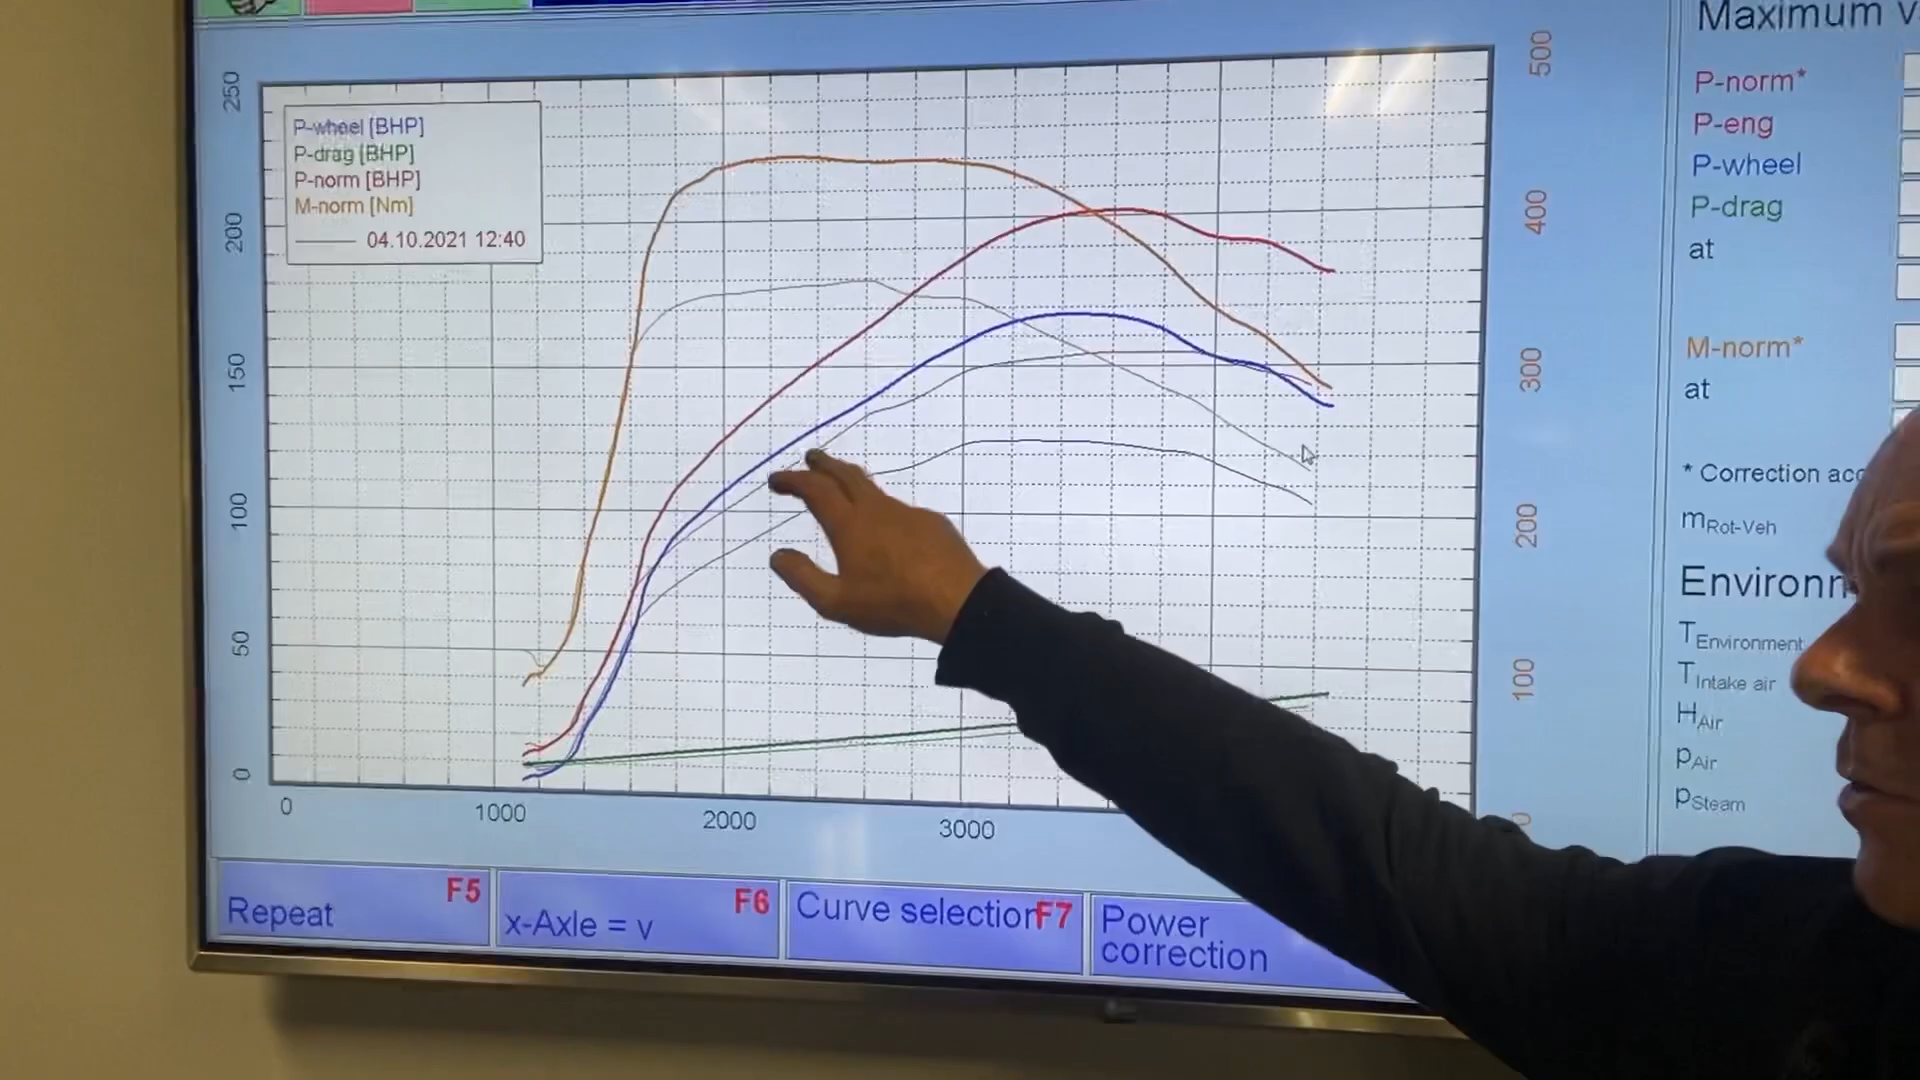 250
200
150
100
50
0
P-wheel [BHP]
P-drag [BHP]
P-norm [BHP]
M-norm [Nm]
04.10.2021 12:40
500
400
300
200
100
0
0
1000
2000
3000
Repeat F5
x-Axle = v F6
Curve selection F7
Power
correction
Maximum v
P-norm*
P-eng
P-wheel
P-drag
at
M-norm*
at
* Correction acc
mRot-Veh
Environm
TEnvironment
TIntake air
HAir
pAir
pSteam